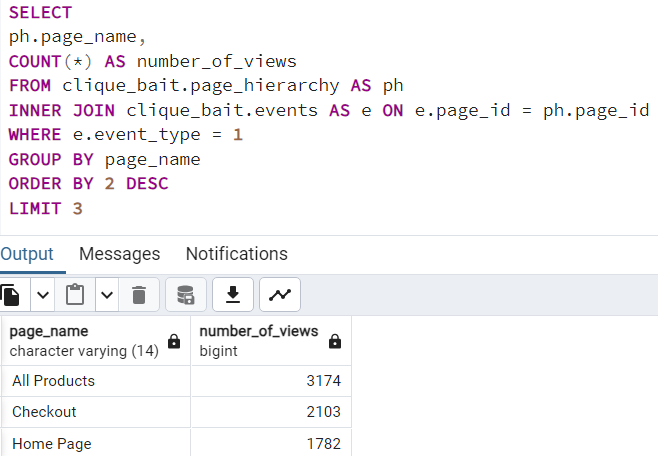 SELECT
ph.page_name,
COUNT(*) AS number_of_views
FROM clique_bait.page_hierarchy AS ph
INNER JOIN clique_bait.events AS e ON e.page_id = ph.page_id
WHERE e.event_type = 1
GROUP BY page_name
ORDER BY 2 DESC
LIMIT 3
Output Messages Notifications
page_name number_of_views
character varying (14) bigint
All Products 3174
Checkout 2103
Home Page 1782